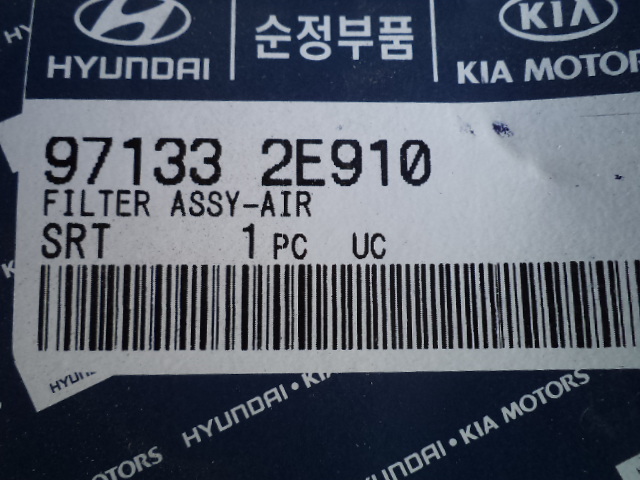 HYUNDAI 순정부품 KIA MOTORS
97133 2E910
FILTER ASSY-AIR
SRT 1 PC UC
HYUNDAI • KIA MOTORS
HYUNDAI • KIA
MOTORS